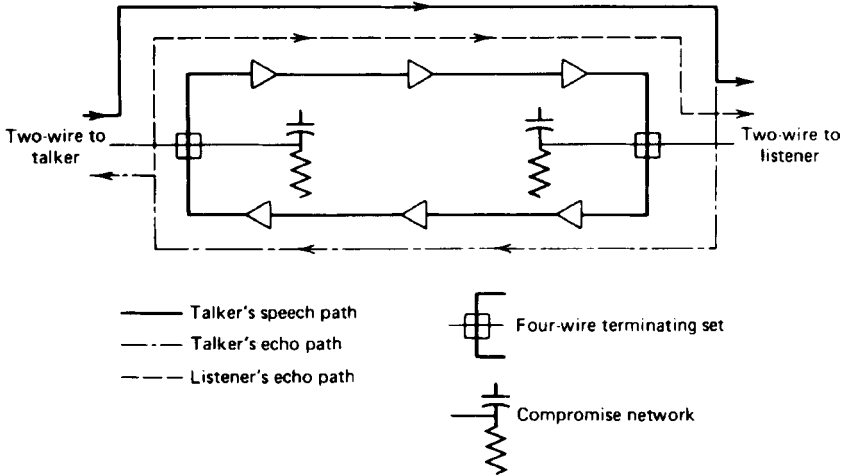 Two-wire to
talker
Two-wire to
listener
Talker's speech path
Talker's echo path
Listener's echo path
Four-wire terminating set
Compromise network